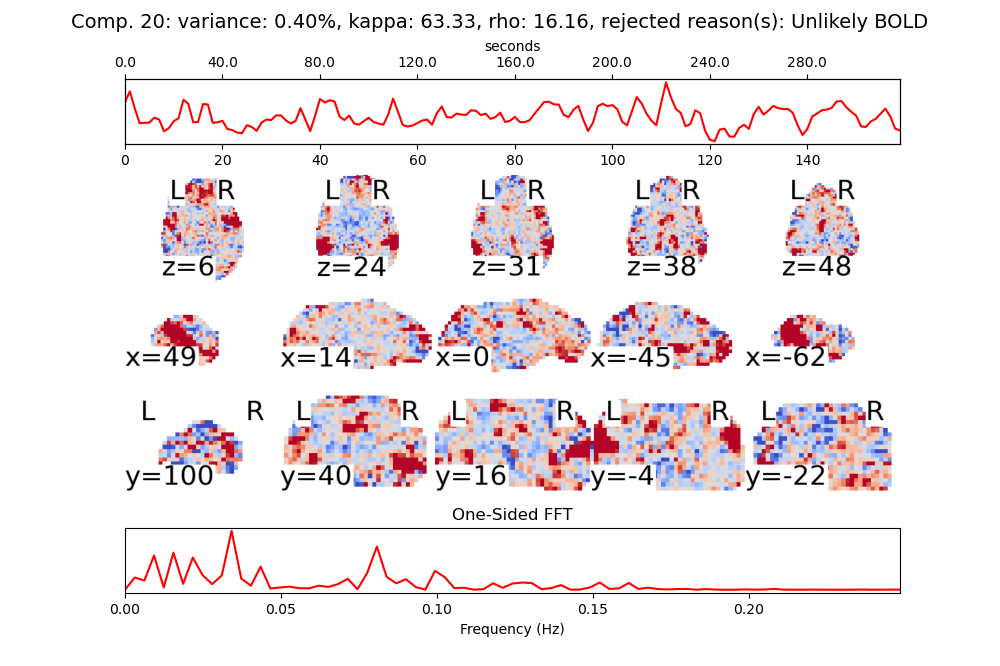 Comp. 20: variance: 0.40%, kappa: 63.33, rho: 16.16, rejected reason(s): Unlikely BOLD
seconds
0.0 40.0 80.0 120.0 160.0 200.0 240.0 280.0
0 20 40 60 80 100 120 140
L R L R L R L R L R
z=6 z=24 z=31 z=38 z=48
x=49 x=14 x=0 x=-45 x=-62
L R L R L R L R L R
y=100 y=40 y=16 y=-4 y=-22
One-Sided FFT
0.00 0.05 0.10 0.15 0.20
Frequency (Hz)